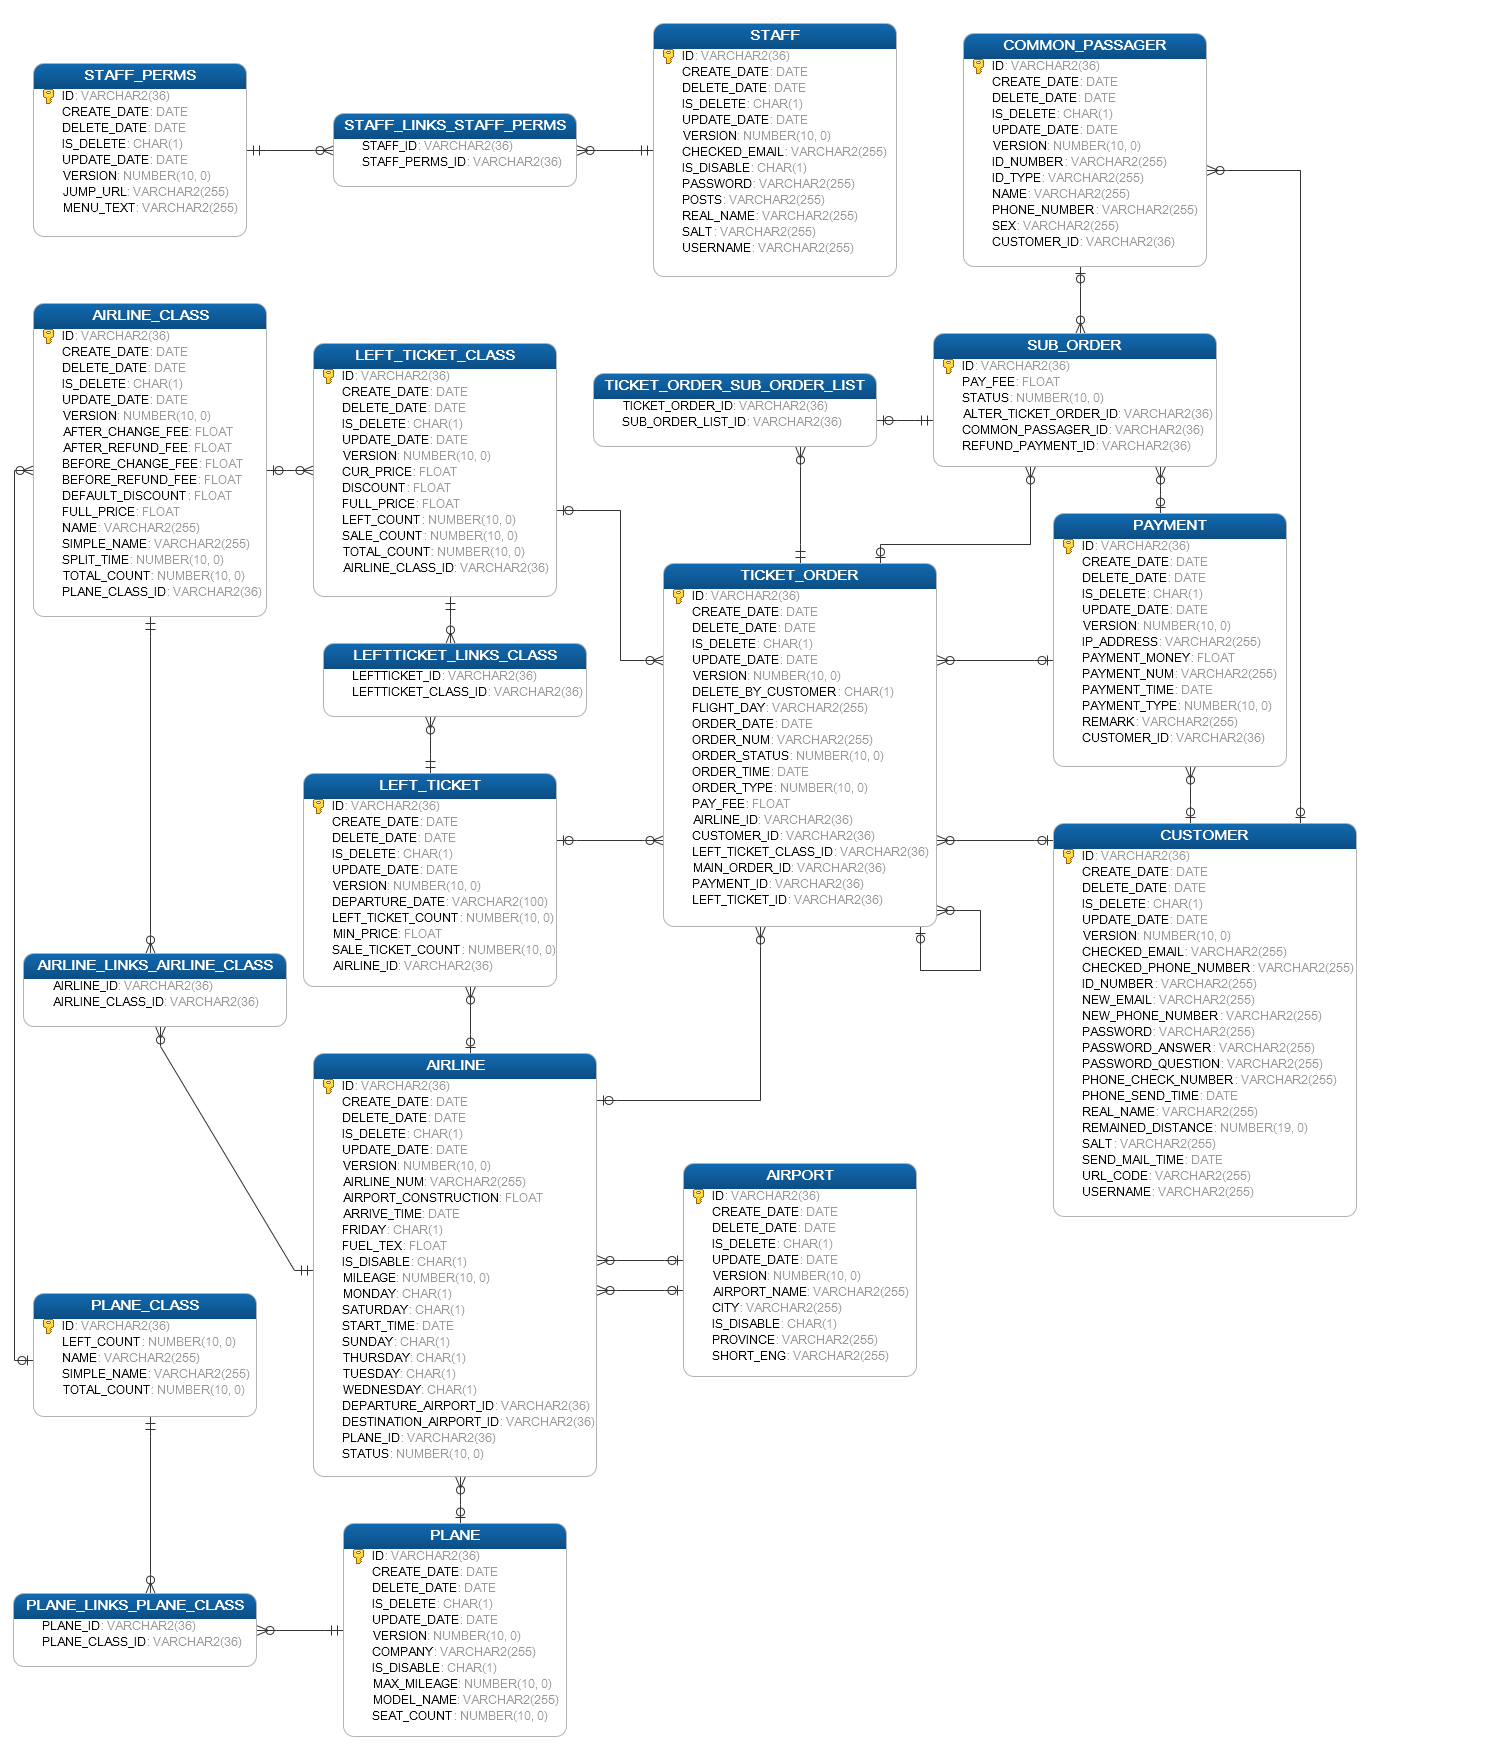 STAFF
ID: VARCHAR2(36)
CREATE_DATE: DATE
DELETE_DATE: DATE
IS_DELETE: CHAR(1)
UPDATE_DATE: DATE
VERSION: NUMBER(10, 0)
CHECKED_EMAIL: VARCHAR2(255)
IS_DISABLE: CHAR(1)
PASSWORD: VARCHAR2(255)
POSTS: VARCHAR2(255)
REAL_NAME: VARCHAR2(255)
SALT: VARCHAR2(255)
USERNAME: VARCHAR2(255)
COMMON_PASSAGER
ID: VARCHAR2(36)
CREATE_DATE: DATE
DELETE_DATE: DATE
IS_DELETE: CHAR(1)
UPDATE_DATE: DATE
VERSION: NUMBER(10, 0)
ID_NUMBER: VARCHAR2(255)
ID_TYPE: VARCHAR2(255)
NAME: VARCHAR2(255)
PHONE_NUMBER: VARCHAR2(255)
SEX: VARCHAR2(255)
CUSTOMER_ID: VARCHAR2(36)
STAFF_PERMS
ID: VARCHAR2(36)
CREATE_DATE: DATE
DELETE_DATE: DATE
IS_DELETE: CHAR(1)
UPDATE_DATE: DATE
VERSION: NUMBER(10, 0)
JUMP_URL: VARCHAR2(255)
MENU_TEXT: VARCHAR2(255)
STAFF_LINKS_STAFF_PERMS
STAFF_ID: VARCHAR2(36)
STAFF_PERMS_ID: VARCHAR2(36)
AIRLINE_CLASS
ID: VARCHAR2(36)
CREATE_DATE: DATE
DELETE_DATE: DATE
IS_DELETE: CHAR(1)
UPDATE_DATE: DATE
VERSION: NUMBER(10, 0)
AFTER_CHANGE_FEE: FLOAT
AFTER_REFUND_FEE: FLOAT
BEFORE_CHANGE_FEE: FLOAT
BEFORE_REFUND_FEE: FLOAT
DEFAULT_DISCOUNT: FLOAT
FULL_PRICE: FLOAT
NAME: VARCHAR2(255)
SIMPLE_NAME: VARCHAR2(255)
SPLIT_TIME: NUMBER(10, 0)
TOTAL_COUNT: NUMBER(10, 0)
PLANE_CLASS_ID: VARCHAR2(36)
LEFT_TICKET_CLASS
ID: VARCHAR2(36)
CREATE_DATE: DATE
DELETE_DATE: DATE
IS_DELETE: CHAR(1)
UPDATE_DATE: DATE
VERSION: NUMBER(10, 0)
CUR_PRICE: FLOAT
DISCOUNT: FLOAT
FULL_PRICE: FLOAT
LEFT_COUNT: NUMBER(10, 0)
SALE_COUNT: NUMBER(10, 0)
TOTAL_COUNT: NUMBER(10, 0)
AIRLINE_CLASS_ID: VARCHAR2(36)
TICKET_ORDER_SUB_ORDER_LIST
TICKET_ORDER_ID: VARCHAR2(36)
SUB_ORDER_LIST_ID: VARCHAR2(36)
SUB_ORDER
ID: VARCHAR2(36)
PAY_FEE: FLOAT
STATUS: NUMBER(10, 0)
ALTER_TICKET_ORDER_ID: VARCHAR2(36)
COMMON_PASSAGER_ID: VARCHAR2(36)
REFUND_PAYMENT_ID: VARCHAR2(36)
PAYMENT
ID: VARCHAR2(36)
CREATE_DATE: DATE
DELETE_DATE: DATE
IS_DELETE: CHAR(1)
UPDATE_DATE: DATE
VERSION: NUMBER(10, 0)
IP_ADDRESS: VARCHAR2(255)
PAYMENT_MONEY: FLOAT
PAYMENT_NUM: VARCHAR2(255)
PAYMENT_TIME: DATE
PAYMENT_TYPE: NUMBER(10, 0)
REMARK: VARCHAR2(255)
CUSTOMER_ID: VARCHAR2(36)
TICKET_ORDER
ID: VARCHAR2(36)
CREATE_DATE: DATE
DELETE_DATE: DATE
IS_DELETE: CHAR(1)
UPDATE_DATE: DATE
VERSION: NUMBER(10, 0)
DELETE_BY_CUSTOMER: CHAR(1)
FLIGHT_DAY: VARCHAR2(255)
ORDER_DATE: DATE
ORDER_NUM: VARCHAR2(255)
ORDER_STATUS: NUMBER(10, 0)
ORDER_TIME: DATE
ORDER_TYPE: NUMBER(10, 0)
PAY_FEE: FLOAT
AIRLINE_ID: VARCHAR2(36)
CUSTOMER_ID: VARCHAR2(36)
LEFT_TICKET_CLASS_ID: VARCHAR2(36)
MAIN_ORDER_ID: VARCHAR2(36)
PAYMENT_ID: VARCHAR2(36)
LEFT_TICKET_ID: VARCHAR2(36)
LEFTTICKET_LINKS_CLASS
LEFTTICKET_ID: VARCHAR2(36)
LEFTTICKET_CLASS_ID: VARCHAR2(36)
LEFT_TICKET
ID: VARCHAR2(36)
CREATE_DATE: DATE
DELETE_DATE: DATE
IS_DELETE: CHAR(1)
UPDATE_DATE: DATE
VERSION: NUMBER(10, 0)
DEPARTURE_DATE: VARCHAR2(100)
LEFT_TICKET_COUNT: NUMBER(10, 0)
MIN_PRICE: FLOAT
SALE_TICKET_COUNT: NUMBER(10, 0)
AIRLINE_ID: VARCHAR2(36)
CUSTOMER
ID: VARCHAR2(36)
CREATE_DATE: DATE
DELETE_DATE: DATE
IS_DELETE: CHAR(1)
UPDATE_DATE: DATE
VERSION: NUMBER(10, 0)
CHECKED_EMAIL: VARCHAR2(255)
CHECKED_PHONE_NUMBER: VARCHAR2(255)
ID_NUMBER: VARCHAR2(255)
NEW_EMAIL: VARCHAR2(255)
NEW_PHONE_NUMBER: VARCHAR2(255)
PASSWORD: VARCHAR2(255)
PASSWORD_ANSWER: VARCHAR2(255)
PASSWORD_QUESTION: VARCHAR2(255)
PHONE_CHECK_NUMBER: VARCHAR2(255)
PHONE_SEND_TIME: DATE
REAL_NAME: VARCHAR2(255)
REMAINED_DISTANCE: NUMBER(19, 0)
SALT: VARCHAR2(255)
SEND_MAIL_TIME: DATE
URL_CODE: VARCHAR2(255)
USERNAME: VARCHAR2(255)
AIRLINE_LINKS_AIRLINE_CLASS
AIRLINE_ID: VARCHAR2(36)
AIRLINE_CLASS_ID: VARCHAR2(36)
AIRLINE
ID: VARCHAR2(36)
CREATE_DATE: DATE
DELETE_DATE: DATE
IS_DELETE: CHAR(1)
UPDATE_DATE: DATE
VERSION: NUMBER(10, 0)
AIRLINE_NUM: VARCHAR2(255)
AIRPORT_CONSTRUCTION: FLOAT
ARRIVE_TIME: DATE
FRIDAY: CHAR(1)
FUEL_TEX: FLOAT
IS_DISABLE: CHAR(1)
MILEAGE: NUMBER(10, 0)
MONDAY: CHAR(1)
SATURDAY: CHAR(1)
START_TIME: DATE
SUNDAY: CHAR(1)
THURSDAY: CHAR(1)
TUESDAY: CHAR(1)
WEDNESDAY: CHAR(1)
DEPARTURE_AIRPORT_ID: VARCHAR2(36)
DESTINATION_AIRPORT_ID: VARCHAR2(36)
PLANE_ID: VARCHAR2(36)
STATUS: NUMBER(10, 0)
AIRPORT
ID: VARCHAR2(36)
CREATE_DATE: DATE
DELETE_DATE: DATE
IS_DELETE: CHAR(1)
UPDATE_DATE: DATE
VERSION: NUMBER(10, 0)
AIRPORT_NAME: VARCHAR2(255)
CITY: VARCHAR2(255)
IS_DISABLE: CHAR(1)
PROVINCE: VARCHAR2(255)
SHORT_ENG: VARCHAR2(255)
PLANE_CLASS
ID: VARCHAR2(36)
LEFT_COUNT: NUMBER(10, 0)
NAME: VARCHAR2(255)
SIMPLE_NAME: VARCHAR2(255)
TOTAL_COUNT: NUMBER(10, 0)
PLANE
ID: VARCHAR2(36)
CREATE_DATE: DATE
DELETE_DATE: DATE
IS_DELETE: CHAR(1)
UPDATE_DATE: DATE
VERSION: NUMBER(10, 0)
COMPANY: VARCHAR2(255)
IS_DISABLE: CHAR(1)
MAX_MILEAGE: NUMBER(10, 0)
MODEL_NAME: VARCHAR2(255)
SEAT_COUNT: NUMBER(10, 0)
PLANE_LINKS_PLANE_CLASS
PLANE_ID: VARCHAR2(36)
PLANE_CLASS_ID: VARCHAR2(36)